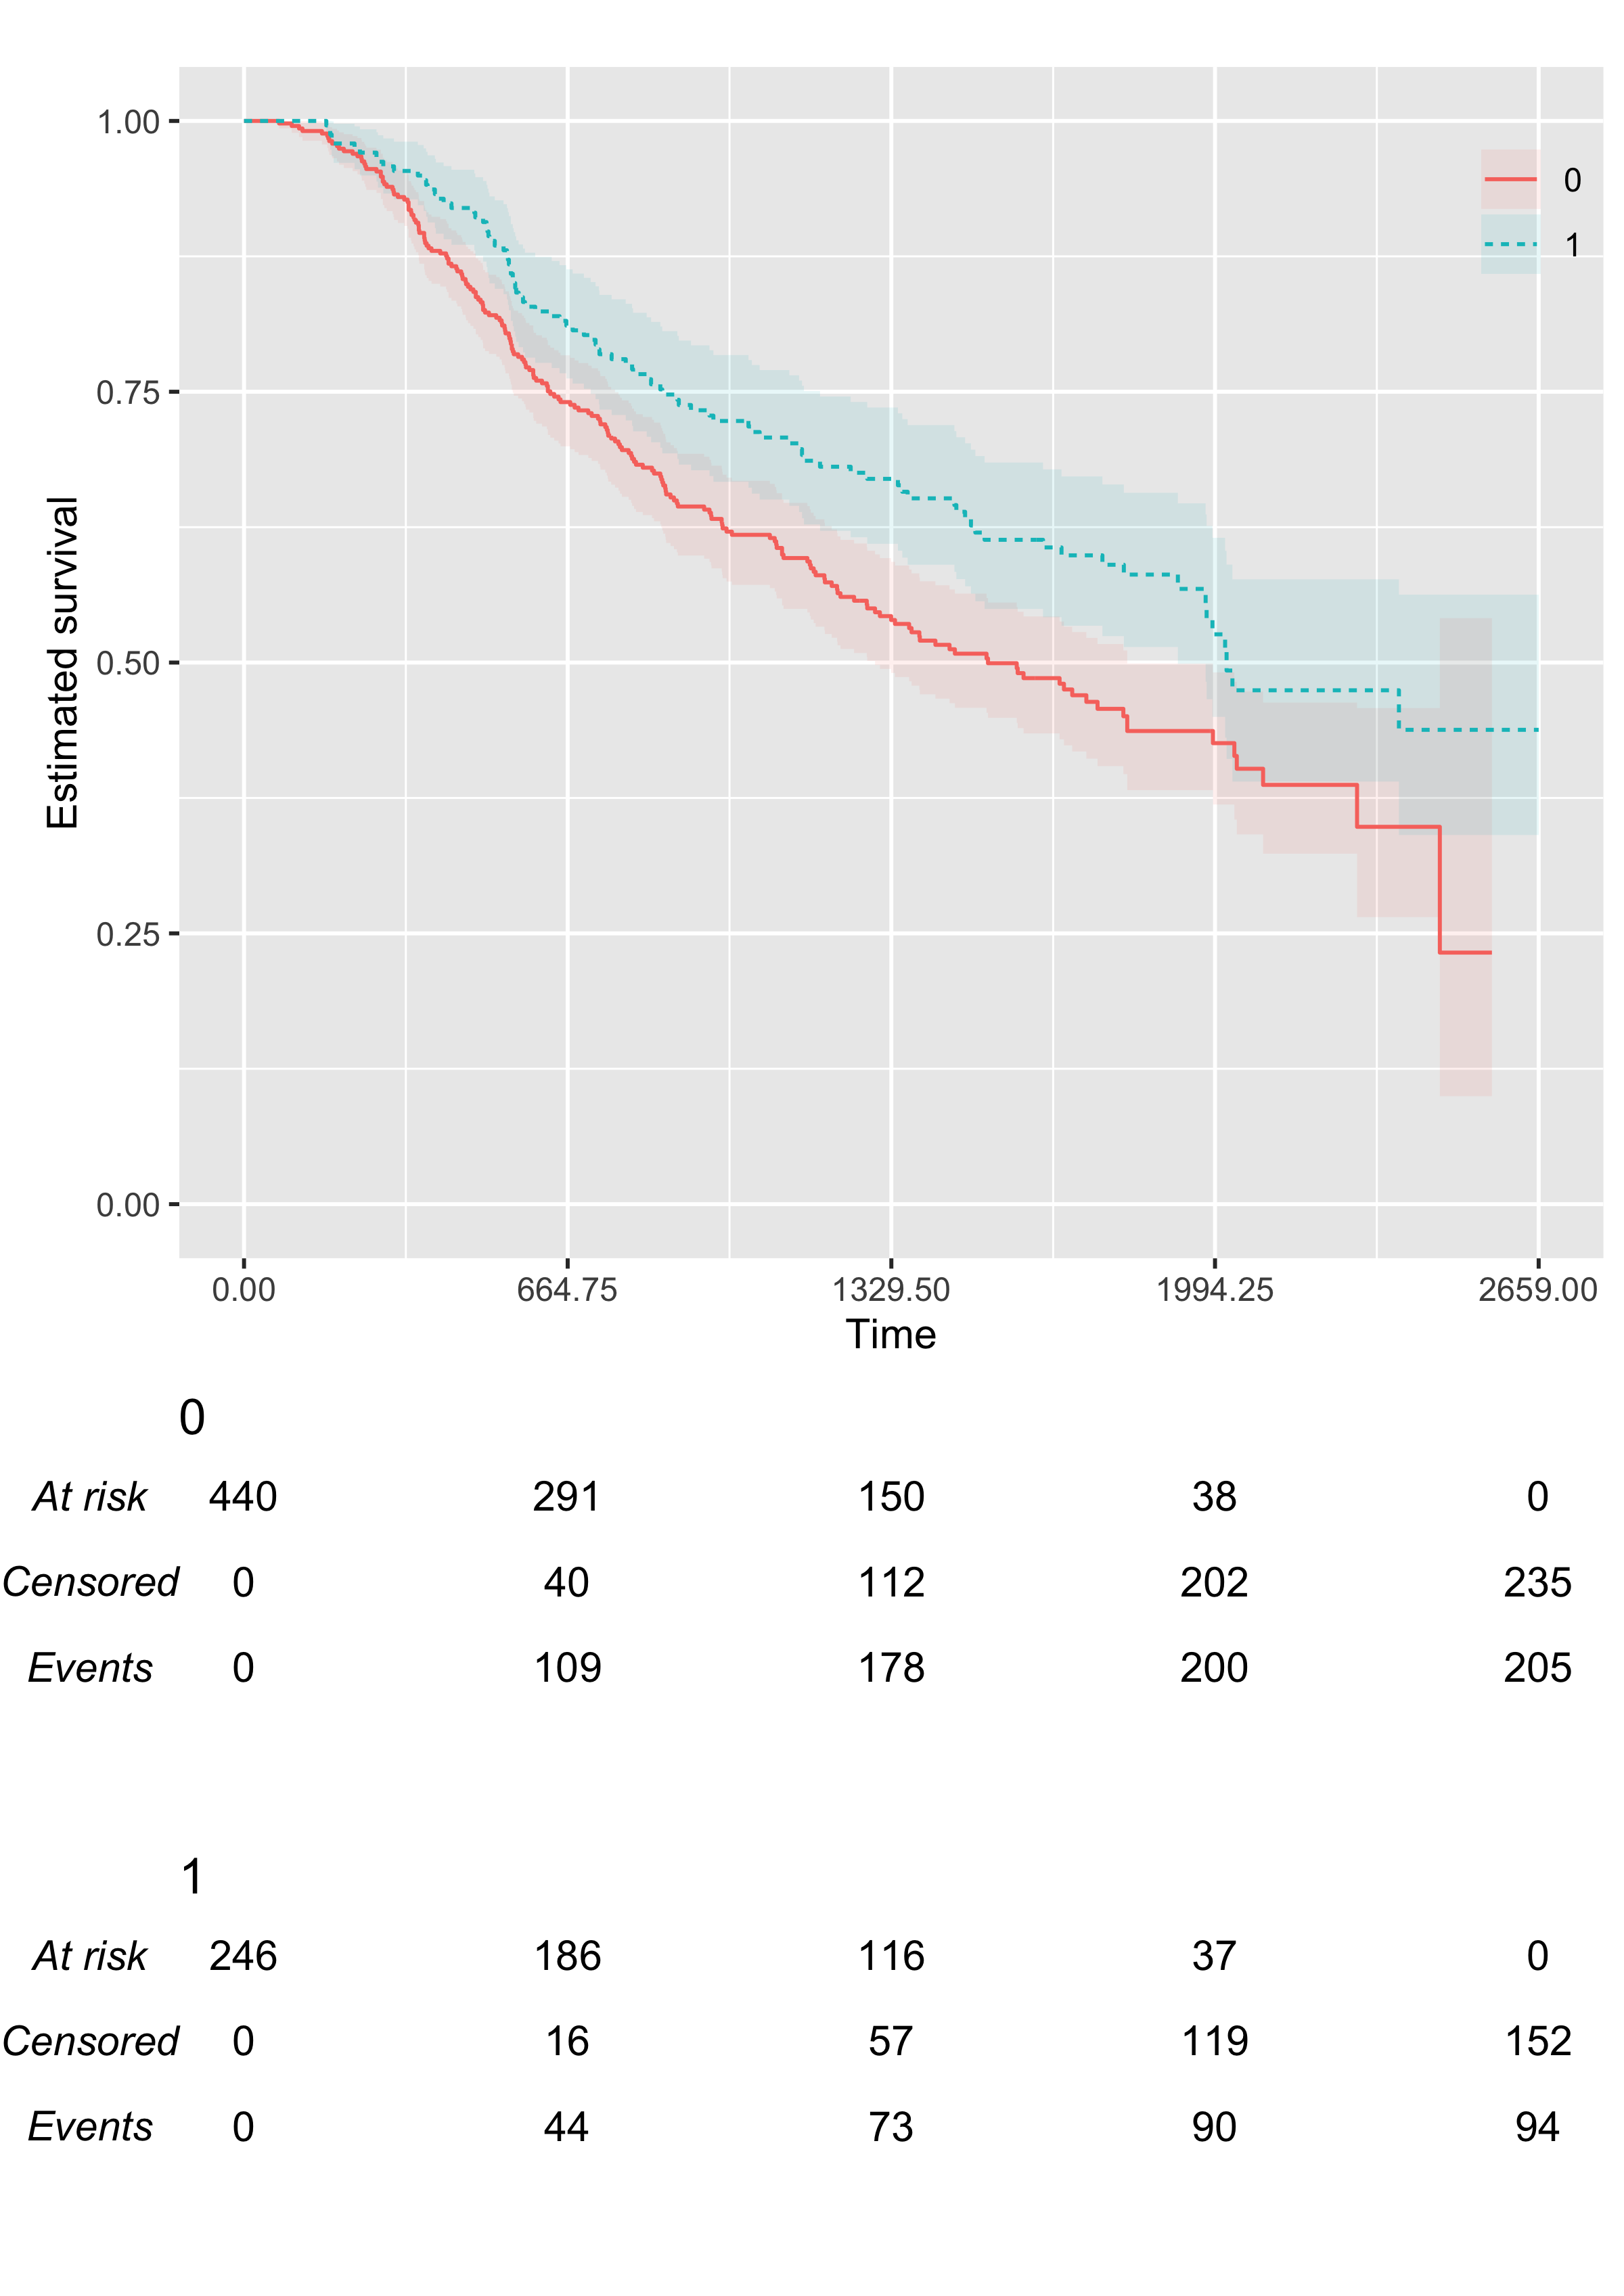 1.00
0.75
0.50
0.25
0.00
Estimated survival
0
1
0.00 664.75 1329.50 1994.25 2659.00
Time
0
At risk 440 291 150 38 0
Censored 0 40 112 202 235
Events 0 109 178 200 205
1
At risk 246 186 116 37 0
Censored 0 16 57 119 152
Events 0 44 73 90 94